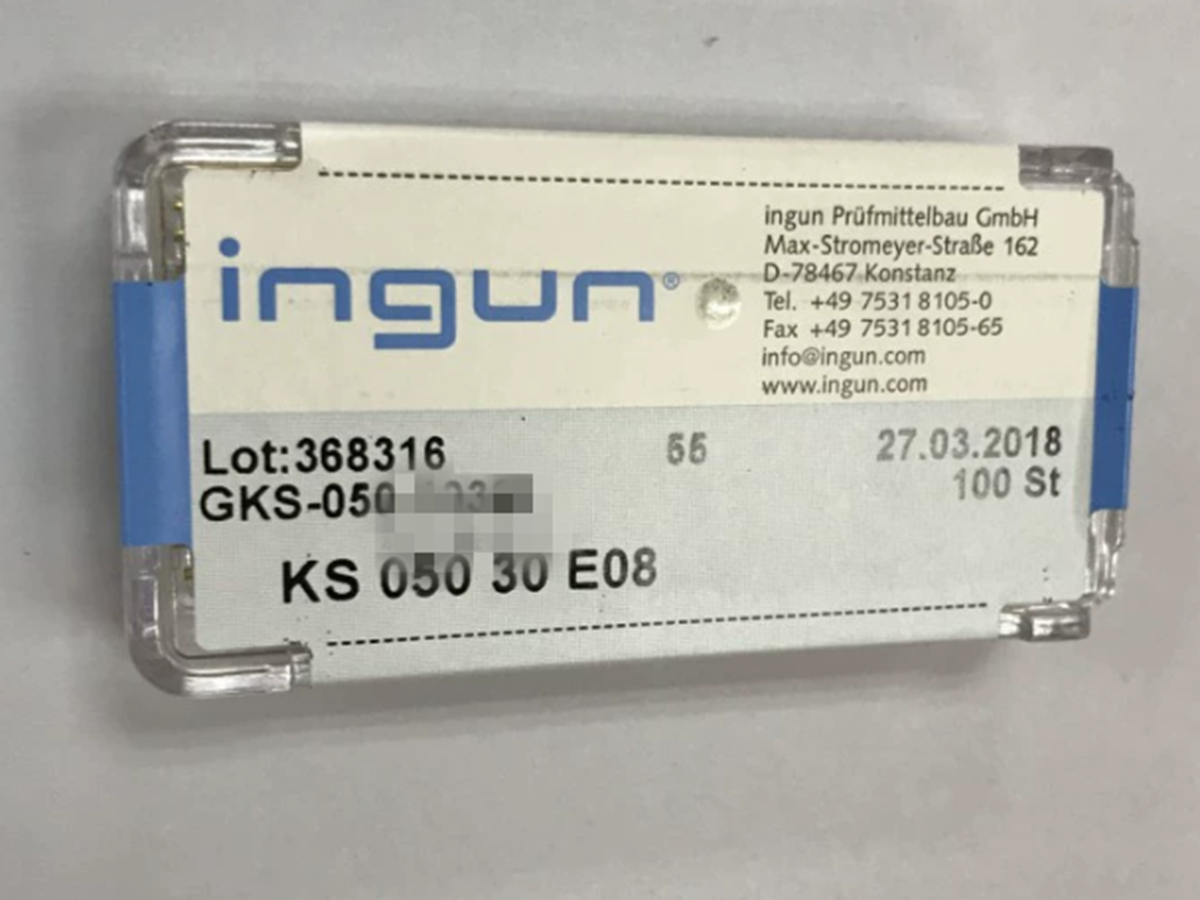 ingun®
ingun Prüfmittelbau GmbH
Max-Stromeyer-Straße 162
D-78467 Konstanz
Tel. +49 7531 8105-0
Fax +49 7531 8105-65
info@ingun.com
www.ingun.com
Lot:368316 55 27.03.2018
GKS-050 100 St
KS 050 30 E08